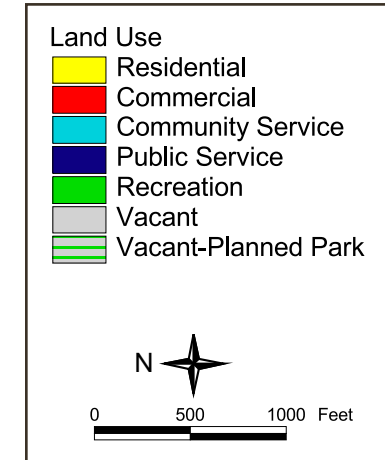 Land Use
Residential
Commercial
Community Service
Public Service
Recreation
Vacant
Vacant-Planned Park
N
0 500 1000 Feet